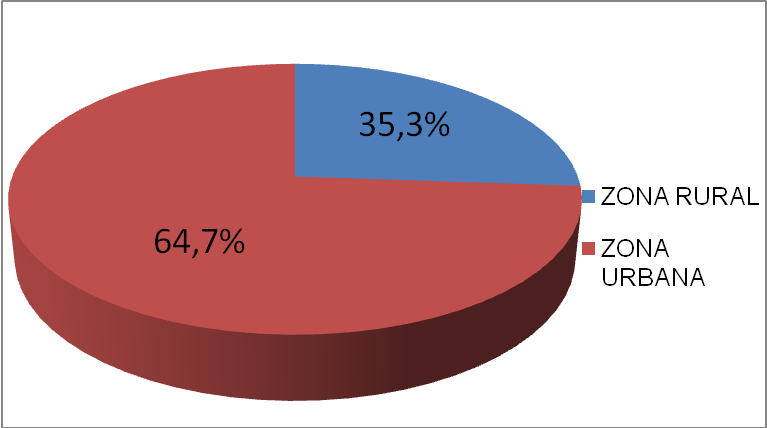 35,3%
64,7%
ZONA RURAL
ZONA
URBANA